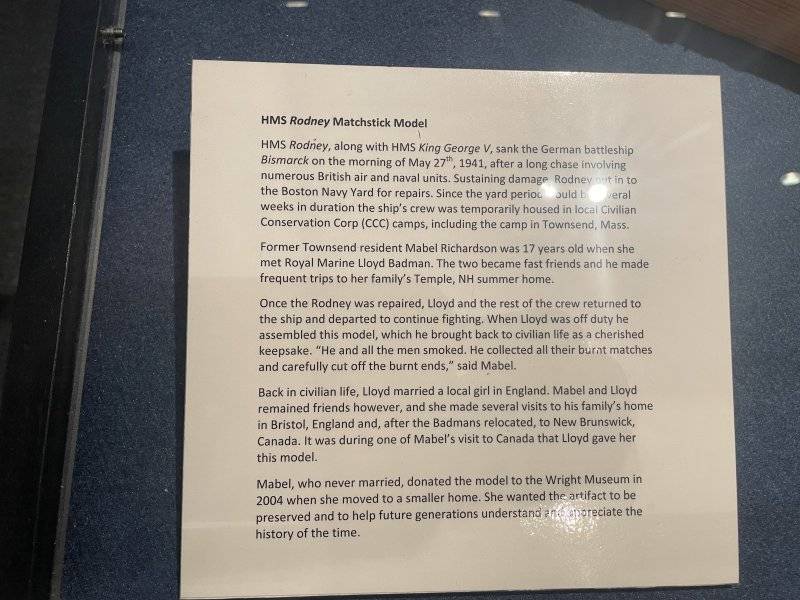 HMS Rodney Matchstick Model
HMS Rodney, along with HMS King George V, sank the German battleship
Bismarck on the morning of May 27th, 1941, after a long chase involving
numerous British air and naval units. Sustaining damage, Rodney put in to
the Boston Navy Yard for repairs. Since the yard period would be several
weeks in duration the ship's crew was temporarily housed in local Civilian
Conservation Corp (CCC) camps, including the camp in Townsend, Mass.
Former Townsend resident Mabel Richardson was 17 years old when she
met Royal Marine Lloyd Badman. The two became fast friends and he made
frequent trips to her family's Temple, NH summer home.
Once the Rodney was repaired, Lloyd and the rest of the crew returned to
the ship and departed to continue fighting. When Lloyd was off duty he
assembled this model, which he brought back to civilian life as a cherished
keepsake. "He and all the men smoked. He collected all their burnt matches
and carefully cut off the burnt ends," said Mabel.
Back in civilian life, Lloyd married a local girl in England. Mabel and Lloyd
remained friends however, and she made several visits to his family's home
in Bristol, England and, after the Badmans relocated, to New Brunswick,
Canada. It was during one of Mabel's visit to Canada that Lloyd gave her
this model.
Mabel, who never married, donated the model to the Wright Museum in
2004 when she moved to a smaller home. She wanted the artifact to be
preserved and to help future generations understand and appreciate the
history of the time.